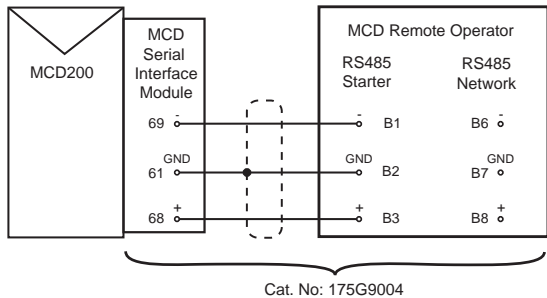 MCD200
MCD
Serial
Interface
Module
MCD Remote Operator
RS485
Starter
RS485
Network
69 -
- B1
B6 -
61 GND
GND B2
B7 GND
68 +
+ B3
B8 +
Cat. No: 175G9004